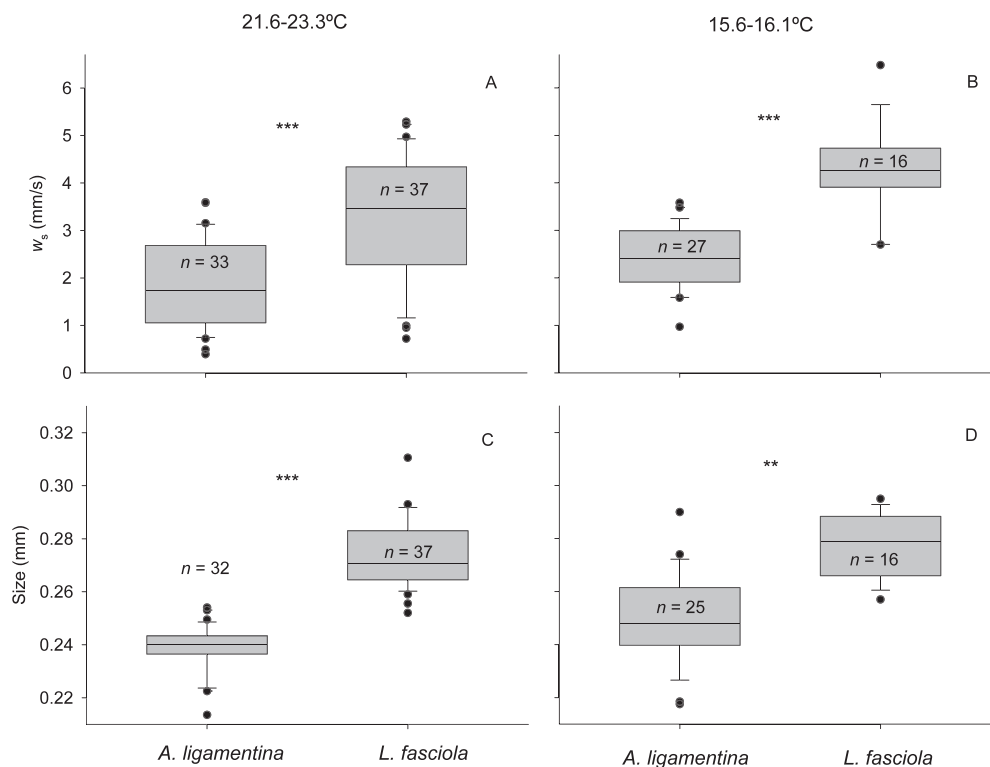 21.6-23.3ºC 15.6-16.1ºC
A B
6
5
4
3
2
1
0
wₛ (mm/s)
***
***
n = 33
n = 37
n = 27
n = 16
C D
0.32
0.30
0.28
0.26
0.24
0.22
Size (mm)
***
**
n = 32
n = 37
n = 25
n = 16
A. ligamentina L. fasciola A. ligamentina L. fasciola